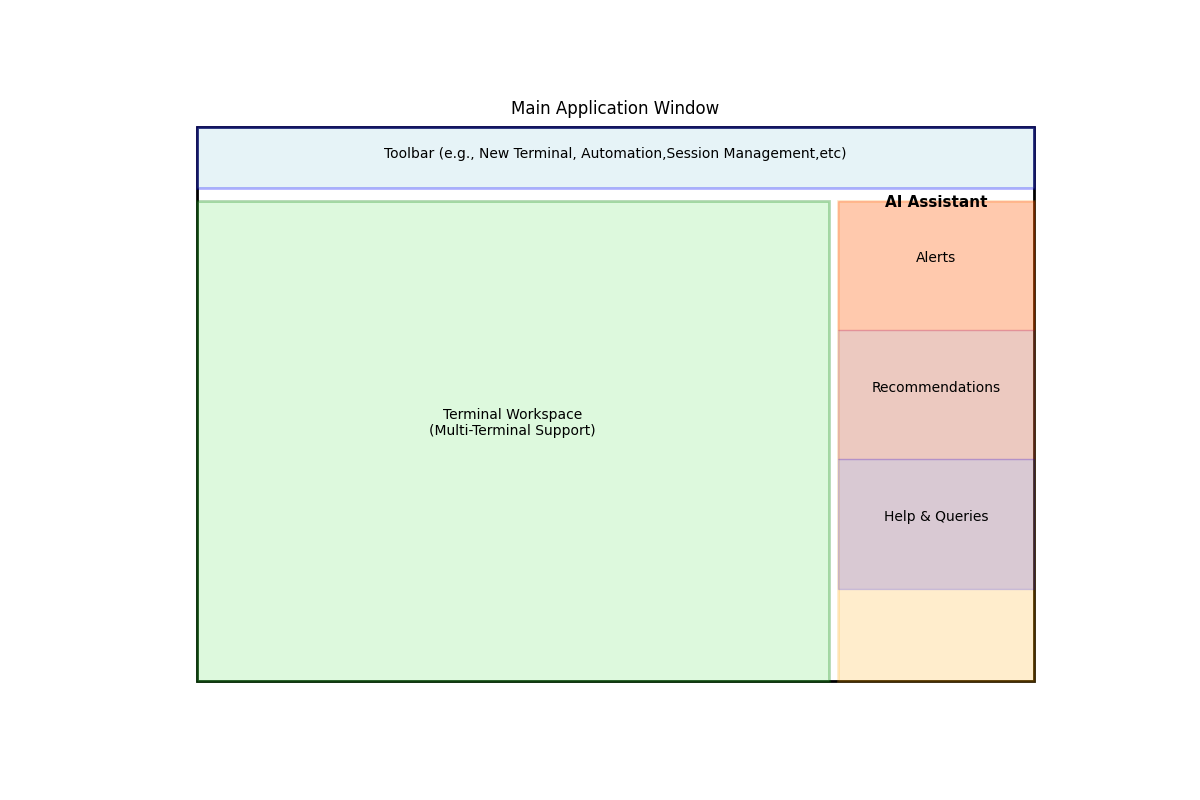 Main Application Window
Toolbar (e.g., New Terminal, Automation,Session Management,etc)
AI Assistant
Alerts
Recommendations
Help & Queries
Terminal Workspace
(Multi-Terminal Support)